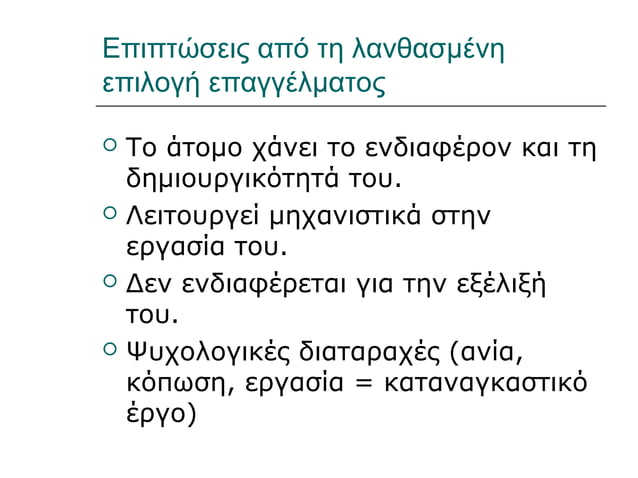 Επιπτώσεις από τη λανθασμένη
επιλογή επαγγέλματος
Το άτομο χάνει το ενδιαφέρον και τη
δημιουργικότητά του.
Λειτουργεί μηχανιστικά στην
εργασία του.
Δεν ενδιαφέρεται για την εξέλιξή
του.
Ψυχολογικές διαταραχές (ανία,
κόπωση, εργασία = καταναγκαστικό
έργο)